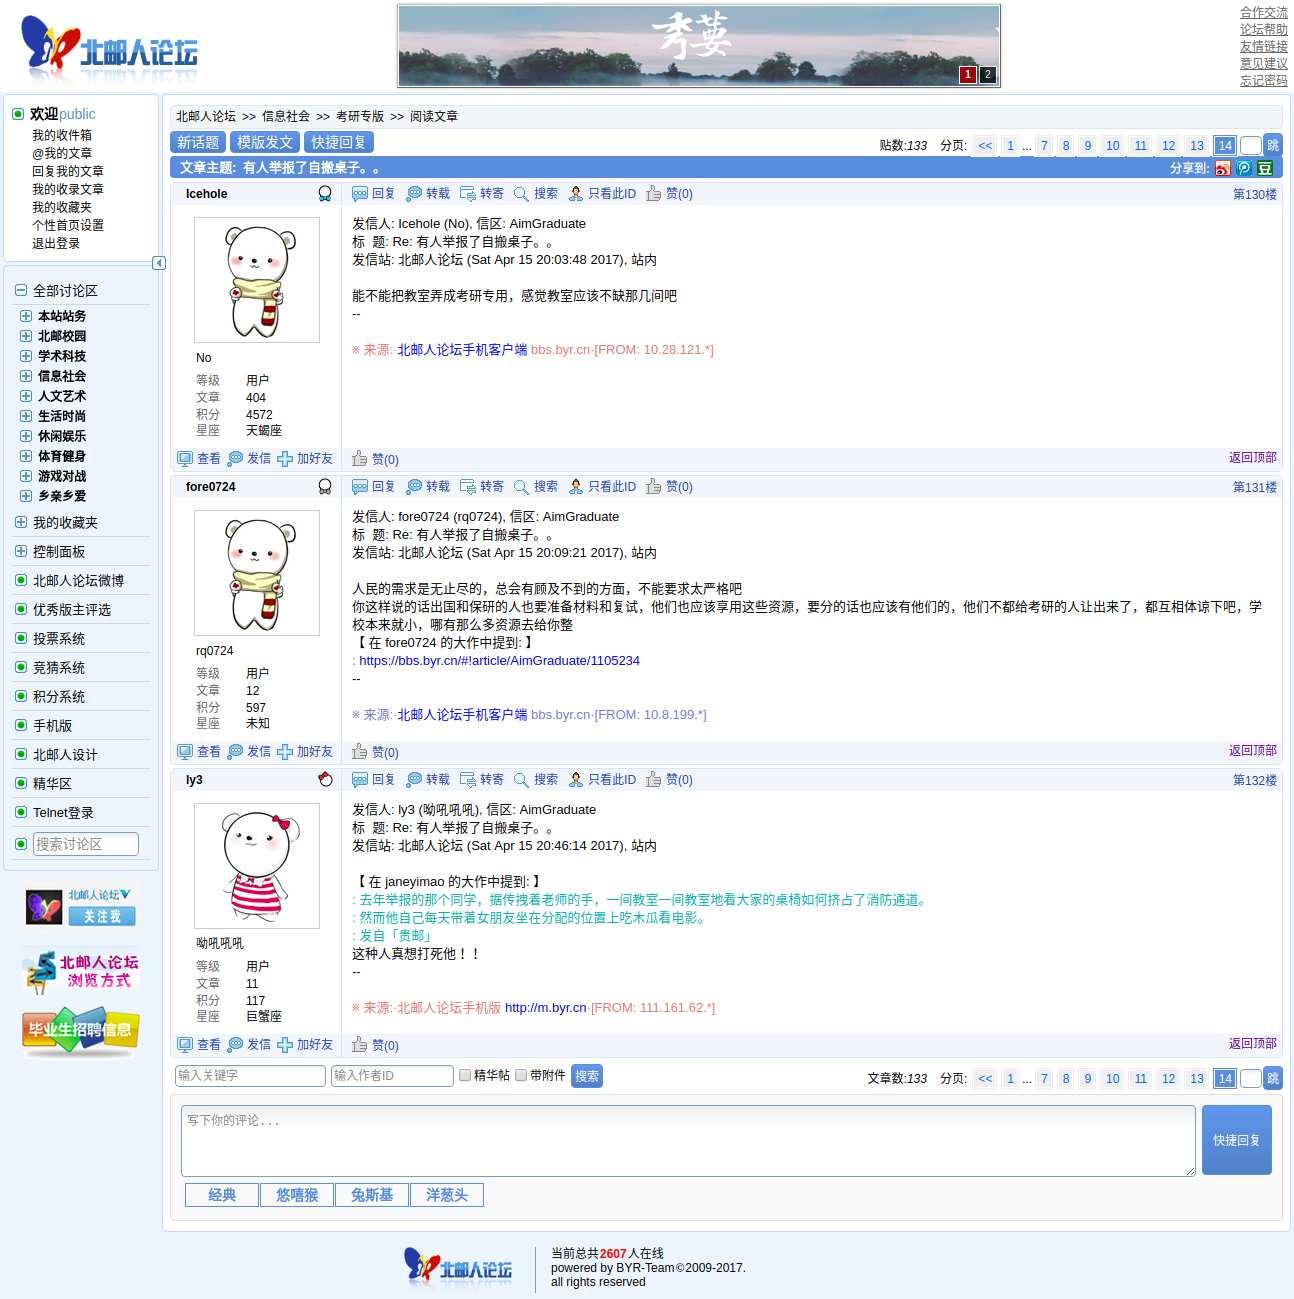 北邮人论坛
秀萋
1 2
合作交流
论坛帮助
友情链接
意见建议
忘记密码
欢迎public
我的收件箱
@我的文章
回复我的文章
我的收录文章
我的收藏夹
个性首页设置
退出登录
全部讨论区
本站站务
北邮校园
学术科技
信息社会
人文艺术
生活时尚
休闲娱乐
体育健身
游戏对战
乡亲乡爱
我的收藏夹
控制面板
北邮人论坛微博
优秀版主评选
投票系统
竞猜系统
积分系统
手机版
北邮人设计
精华区
Telnet登录
搜索讨论区
北邮人论坛
关注我
北邮人论坛
浏览方式
毕业生招聘信息
北邮人论坛 >> 信息社会 >> 考研专版 >> 阅读文章
新话题 模版发文 快捷回复
贴数:133 分页: << 1 ... 7 8 9 10 11 12 13 14 跳
文章主题: 有人举报了自搬桌子。。 分享到:
Icehole 回复 转载 转寄 搜索 只看此ID 赞(0) 第130楼
No
等级 用户
文章 404
积分 4572
星座 天蝎座
发信人: Icehole (No), 信区: AimGraduate
标 题: Re: 有人举报了自搬桌子。。
发信站: 北邮人论坛 (Sat Apr 15 20:03:48 2017), 站内
能不能把教室弄成考研专用，感觉教室应该不缺那几间吧
--
※ 来源:·北邮人论坛手机客户端 bbs.byr.cn·[FROM: 10.28.121.*]
查看 发信 加好友 赞(0) 返回顶部
fore0724 回复 转载 转寄 搜索 只看此ID 赞(0) 第131楼
rq0724
等级 用户
文章 12
积分 597
星座 未知
发信人: fore0724 (rq0724), 信区: AimGraduate
标 题: Re: 有人举报了自搬桌子。。
发信站: 北邮人论坛 (Sat Apr 15 20:09:21 2017), 站内
人民的需求是无止尽的，总会有顾及不到的方面，不能要求太严格吧
你这样说的话出国和保研的人也要准备材料和复试，他们也应该享用这些资源，要分的话也应该有他们的，他们不都给考研的人让出来了，都互相体谅下吧，学
校本来就小，哪有那么多资源去给你整
【 在 fore0724 的大作中提到: 】
: https://bbs.byr.cn/#!article/AimGraduate/1105234
--
※ 来源:·北邮人论坛手机客户端 bbs.byr.cn·[FROM: 10.8.199.*]
查看 发信 加好友 赞(0) 返回顶部
ly3 回复 转载 转寄 搜索 只看此ID 赞(0) 第132楼
呦吼吼吼
等级 用户
文章 11
积分 117
星座 巨蟹座
发信人: ly3 (呦吼吼吼), 信区: AimGraduate
标 题: Re: 有人举报了自搬桌子。。
发信站: 北邮人论坛 (Sat Apr 15 20:46:14 2017), 站内
【 在 janeyimao 的大作中提到: 】
: 去年举报的那个同学，据传拽着老师的手，一间教室一间教室地看大家的桌椅如何挤占了消防通道。
: 然而他自己每天带着女朋友坐在分配的位置上吃木瓜看电影。
: 发自「贵邮」
这种人真想打死他！！
--
※ 来源:·北邮人论坛手机版 http://m.byr.cn·[FROM: 111.161.62.*]
查看 发信 加好友 赞(0) 返回顶部
输入关键字 输入作者ID 精华帖 带附件 搜索
文章数:133 分页: << 1 ... 7 8 9 10 11 12 13 14 跳
写下你的评论... 快捷回复
经典 悠嘻猴 兔斯基 洋葱头
北邮人论坛
当前总共2607人在线
powered by BYR-Team©2009-2017.
all rights reserved